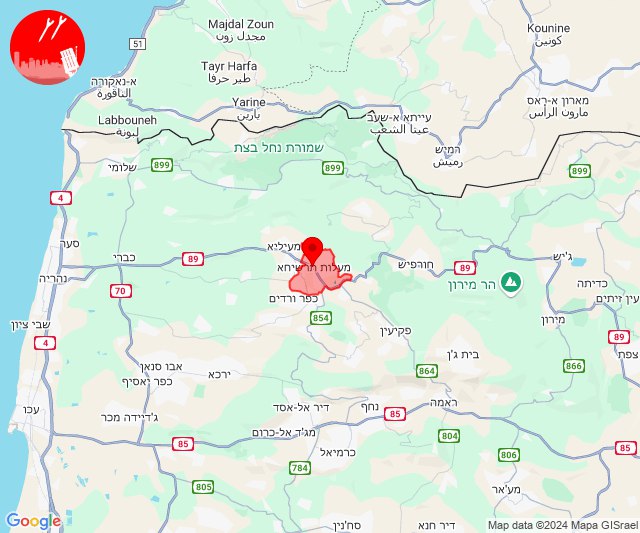 Majdal Zoun
مجدل زون
Kounine
كونين
51
Tayr Harfa
طير حرفا
א-נאקורה
الناقورة
Yarine
يارين
Labbouneh
لبونة
עייתא א-שעב
عيتا الشعب
מארון א-ראס
مارون الراس
רמיש
رميش
שמורת נחל בצת
שלומי
899
899
899
4
סער
מעיליא
כברי
89
מעלות תרשיחא
חורפיש
89
ג'יש
נהריה
70
כפר ורדים
הר מירון
כדיתה
עין זיתים
שבי ציון
854
מירון
4
פקיעין
89
צפת
בית ג'ן
אבו סנאן
ירכא
864
866
כפר יאסיף
עכו
ג'דיידה מכר
דיר אל-אסד
נחף
ראמה
85
85
מג'ד אל-כרום
כרמיאל
804
806
85
784
805
מע'אר
סח'נין
דיר חנא
Google
Map data ©2024 Mapa GISrael